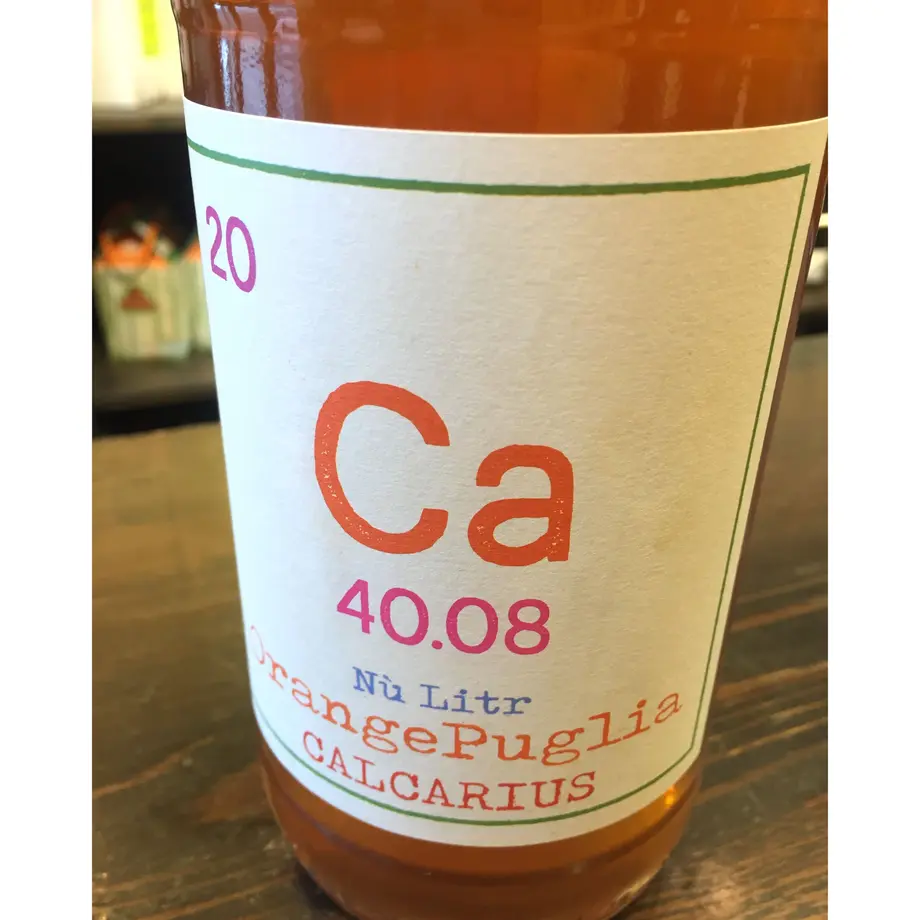 20
Ca
40.08
Nù Litr
OrangePuglia
CALCARIUS